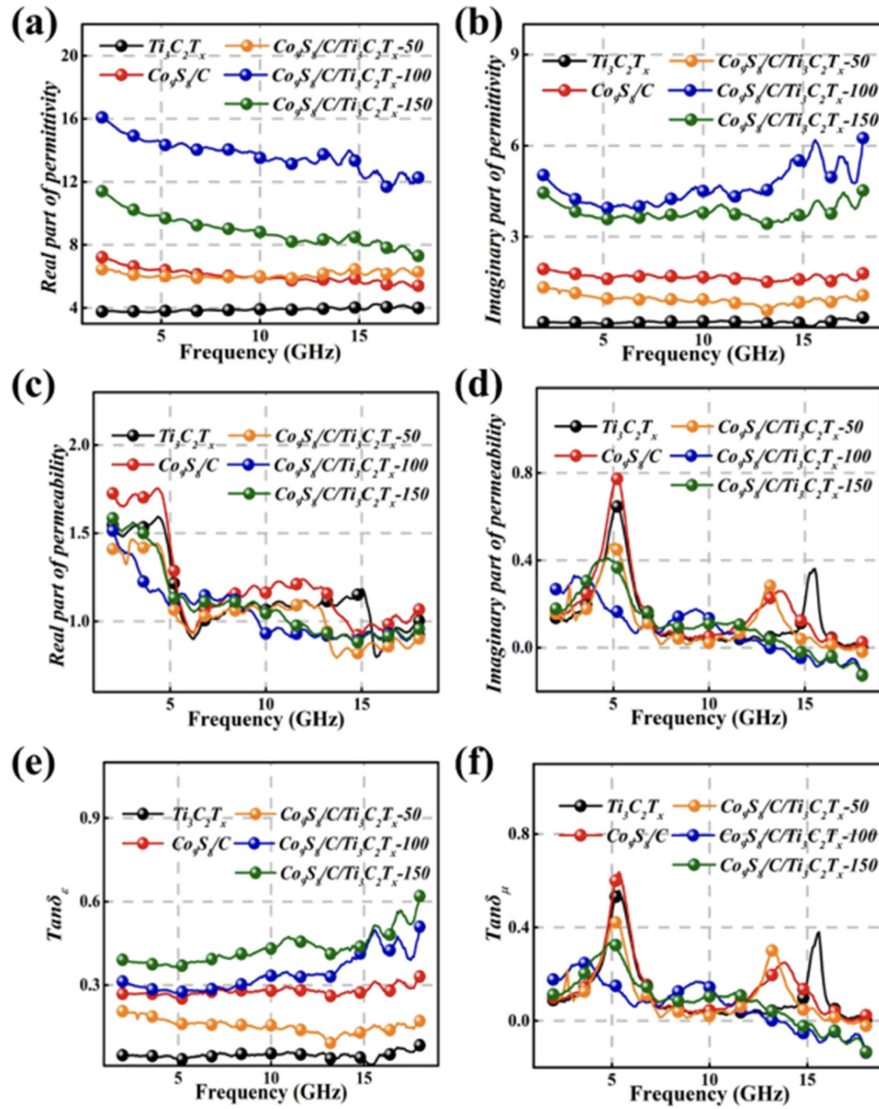 (a)
Real part of permittivity
20
16
12
8
4
Ti₃C₂Tₓ
Co₉S₈/C
Co₉S₈/C/Ti₃C₂Tₓ-50
Co₉S₈/C/Ti₃C₂Tₓ-100
Co₉S₈/C/Ti₃C₂Tₓ-150
5 10 15
Frequency (GHz)
(b)
Imaginary part of permittivity
9
6
3
Ti₃C₂Tₓ
Co₉S₈/C
Co₉S₈/C/Ti₃C₂Tₓ-50
Co₉S₈/C/Ti₃C₂Tₓ-100
Co₉S₈/C/Ti₃C₂Tₓ-150
5 10 15
Frequency (GHz)
(c)
Real part of permeability
2.0
1.5
1.0
Ti₃C₂Tₓ
Co₉S₈/C
Co₉S₈/C/Ti₃C₂Tₓ-50
Co₉S₈/C/Ti₃C₂Tₓ-100
Co₉S₈/C/Ti₃C₂Tₓ-150
5 10 15
Frequency (GHz)
(d)
Imaginary part of permeability
0.8
0.4
0.0
Ti₃C₂Tₓ
Co₉S₈/C
Co₉S₈/C/Ti₃C₂Tₓ-50
Co₉S₈/C/Ti₃C₂Tₓ-100
Co₉S₈/C/Ti₃C₂Tₓ-150
5 10 15
Frequency (GHz)
(e)
Tanδε
0.9
0.6
0.3
Ti₃C₂Tₓ
Co₉S₈/C
Co₉S₈/C/Ti₃C₂Tₓ-50
Co₉S₈/C/Ti₃C₂Tₓ-100
Co₉S₈/C/Ti₃C₂Tₓ-150
5 10 15
Frequency (GHz)
(f)
Tanδμ
0.8
0.4
0.0
Ti₃C₂Tₓ
Co₉S₈/C
Co₉S₈/C/Ti₃C₂Tₓ-50
Co₉S₈/C/Ti₃C₂Tₓ-100
Co₉S₈/C/Ti₃C₂Tₓ-150
5 10 15
Frequency (GHz)